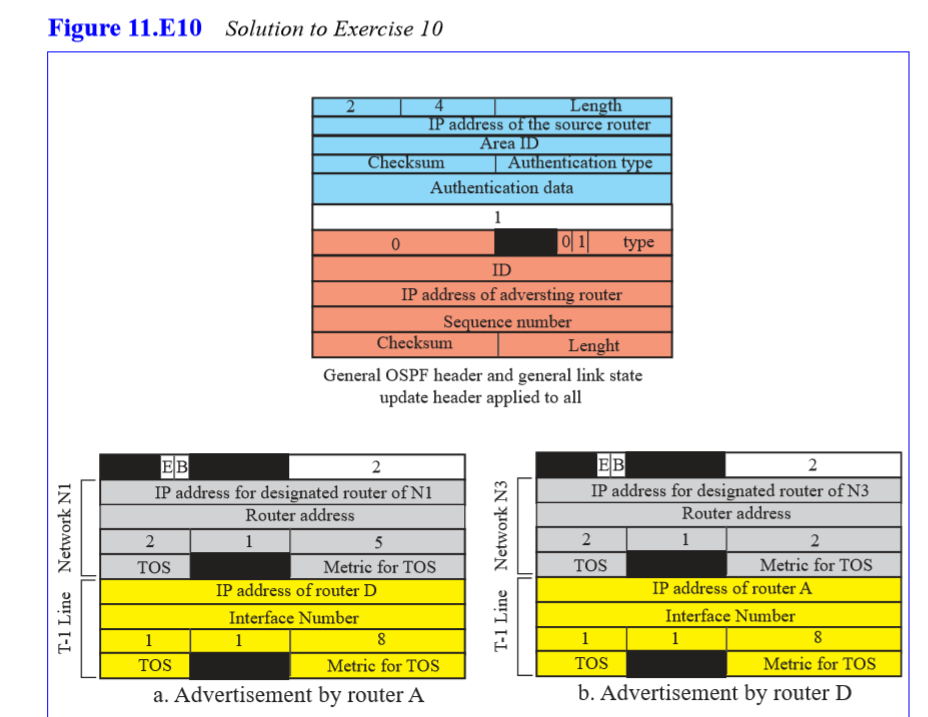 Figure 11.E10 Solution to Exercise 10
2 4 Length
IP address of the source router
Area ID
Checksum Authentication type
Authentication data
1
0 0 1 type
ID
IP address of adversting router
Sequence number
Checksum Lenght
General OSPF header and general link state
update header applied to all
Network N1
E B 2
IP address for designated router of N1
Router address
2 1 5
TOS Metric for TOS
T-1 Line
IP address of router D
Interface Number
1 1 8
TOS Metric for TOS
a. Advertisement by router A
Network N3
E B 2
IP address for designated router of N3
Router address
2 1 2
TOS Metric for TOS
T-1 Line
IP address of router A
Interface Number
1 1 8
TOS Metric for TOS
b. Advertisement by router D